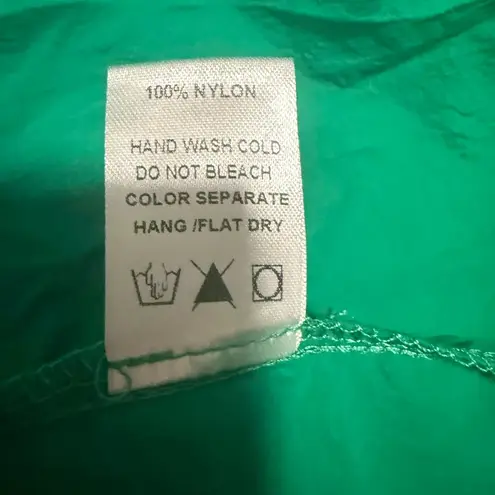 100% NYLON
HAND WASH COLD
DO NOT BLEACH
COLOR SEPARATE
HANG /FLAT DRY